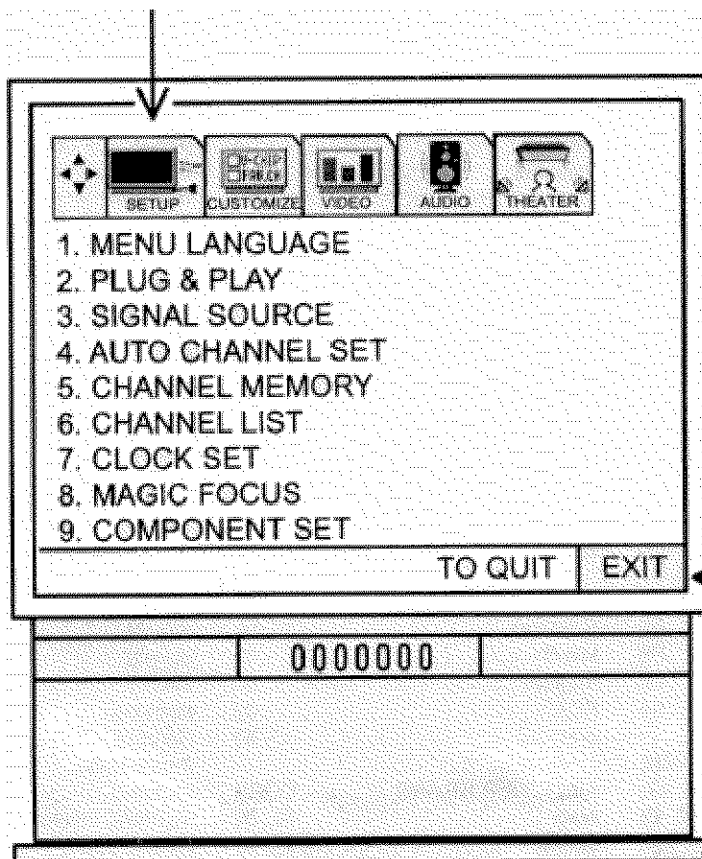 SETUP CUSTOMIZE VIDEO AUDIO THEATER
1. MENU LANGUAGE
2. PLUG & PLAY
3. SIGNAL SOURCE
4. AUTO CHANNEL SET
5. CHANNEL MEMORY
6. CHANNEL LIST
7. CLOCK SET
8. MAGIC FOCUS
9. COMPONENT SET
TO QUIT EXIT